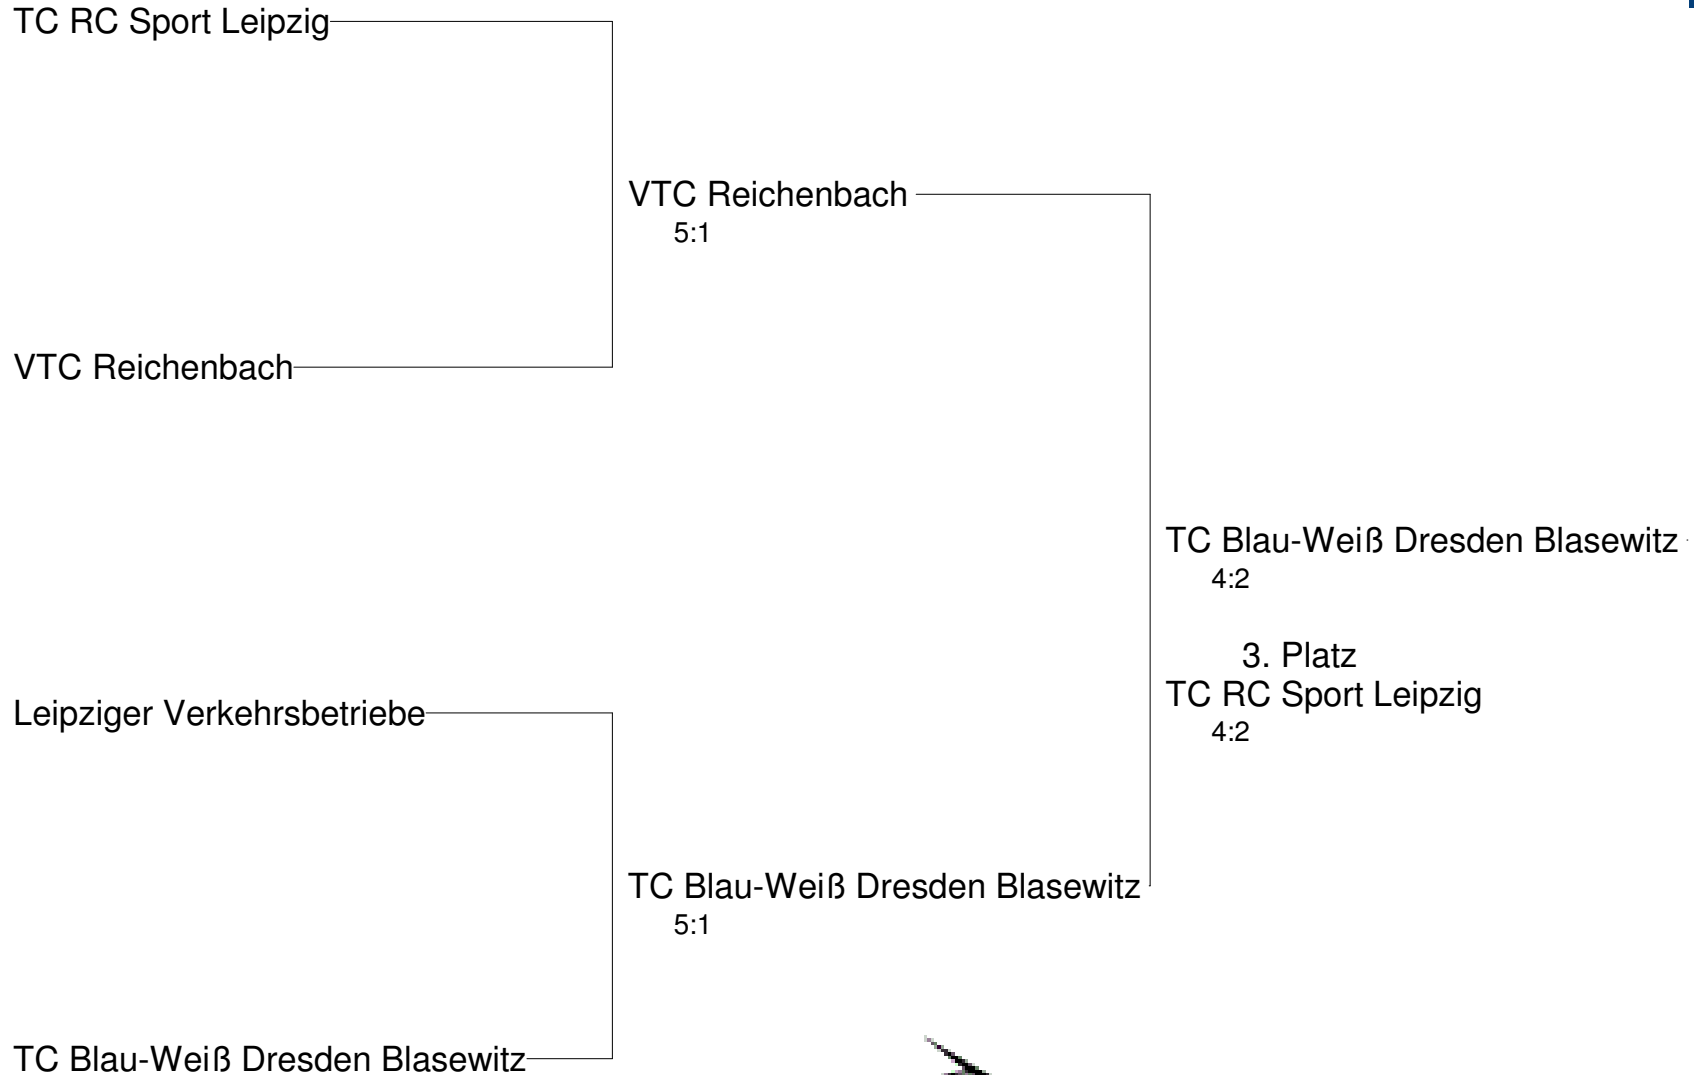 TC RC Sport Leipzig
VTC Reichenbach
5:1
VTC Reichenbach
TC Blau-Weiß Dresden Blasewitz
4:2
3. Platz
TC RC Sport Leipzig
4:2
Leipziger Verkehrsbetriebe
TC Blau-Weiß Dresden Blasewitz
5:1
TC Blau-Weiß Dresden Blasewitz